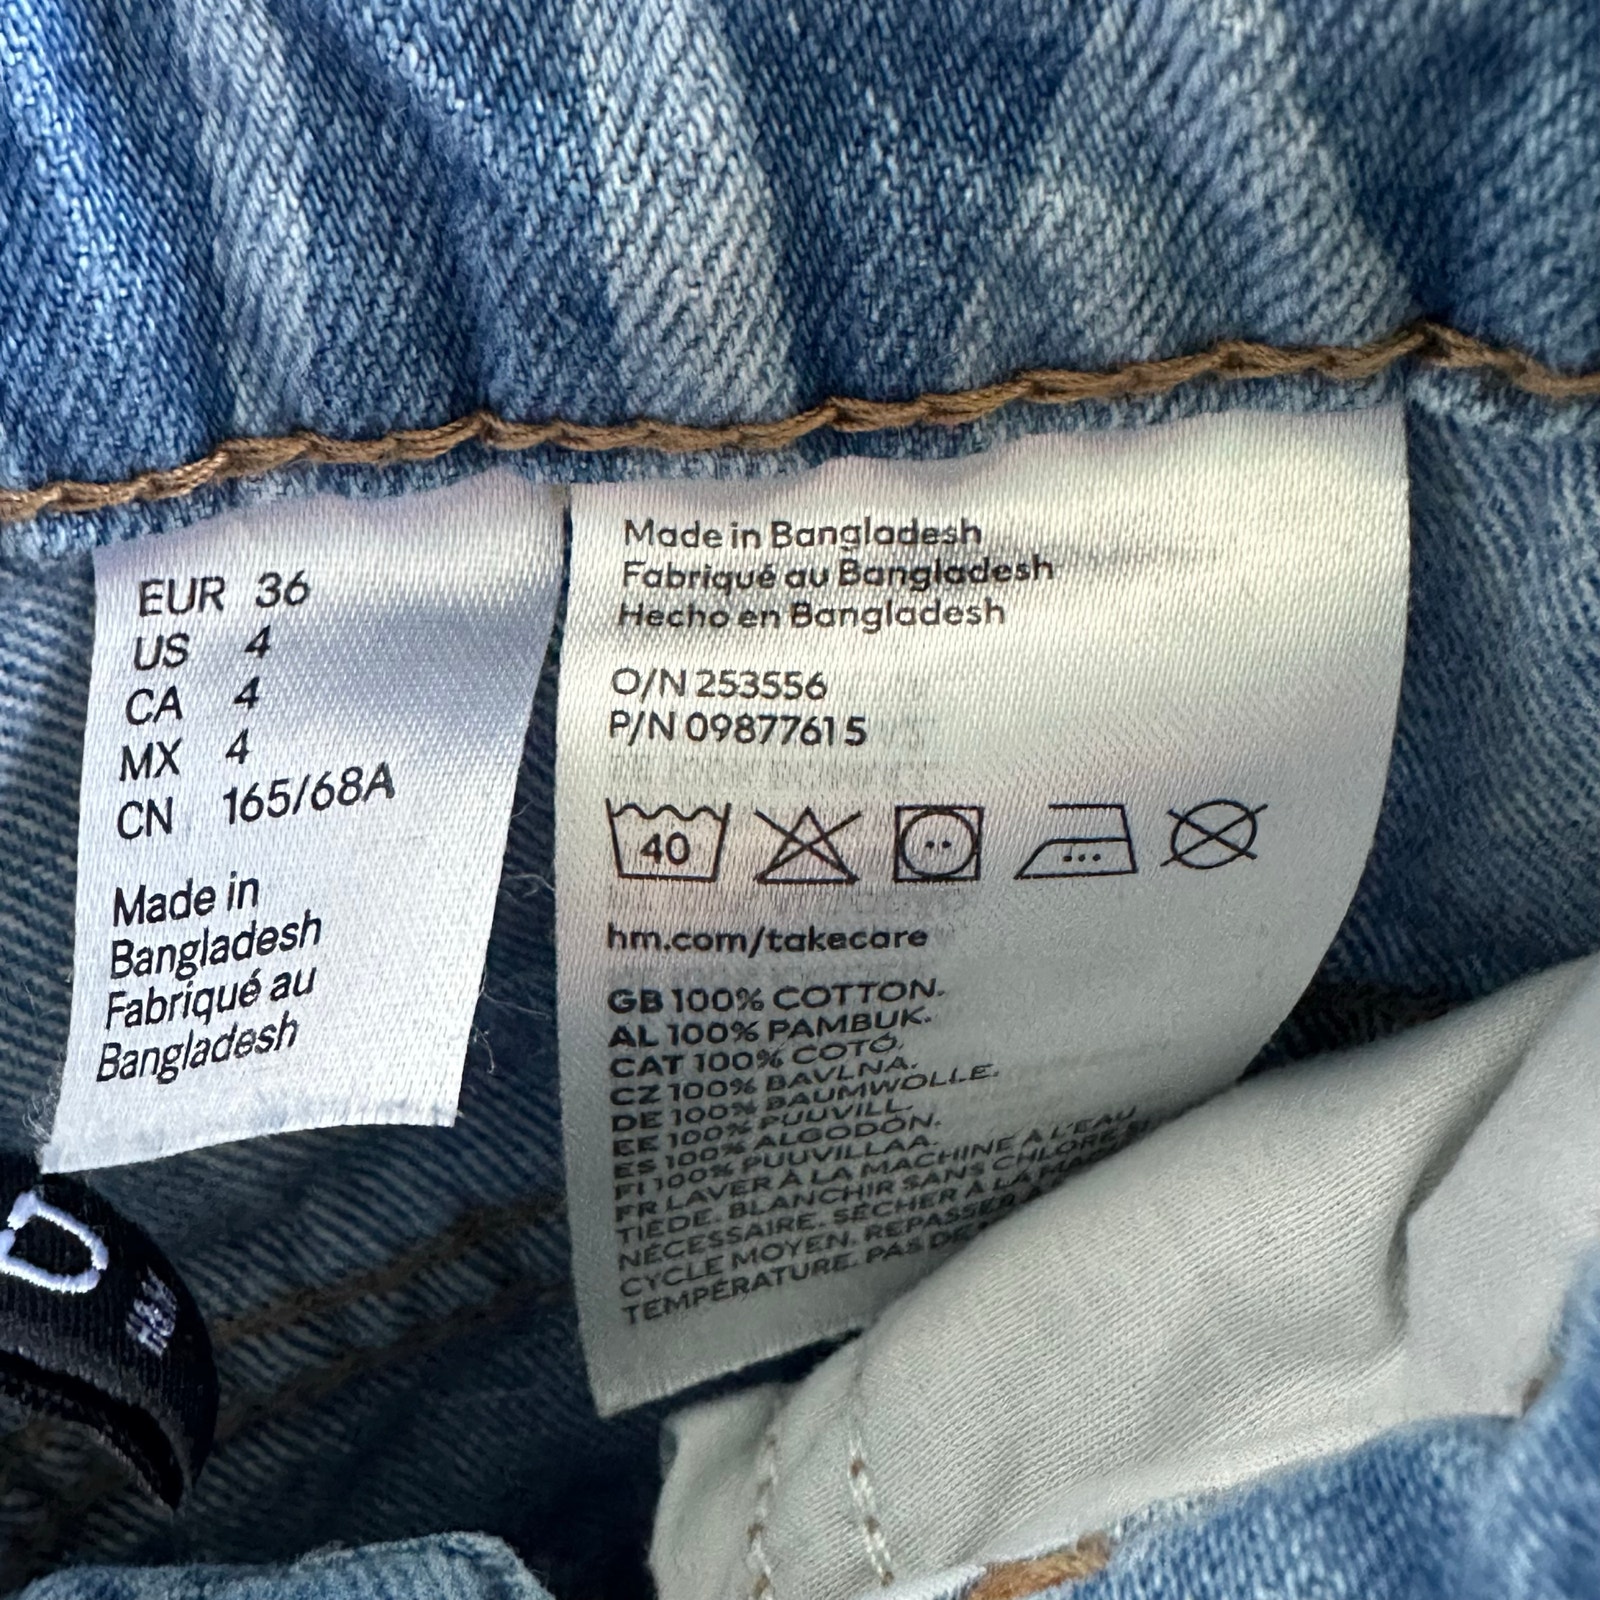 EUR 36
US 4
CA 4
MX 4
CN 165/68A
Made in
Bangladesh
Fabriqué au
Bangladesh
H&M
Made in Bangladesh
Fabriqué au Bangladesh
Hecho en Bangladesh
O/N 253556
P/N 09877615
40
hm.com/takecare
GB 100% COTTON.
AL 100% PAMBUK.
CAT 100% COTÓ.
CZ 100% BAVLNA.
DE 100% BAUMWOLLE.
EE 100% PUUVILL.
ES 100% ALGODÓN.
FI 100% PUUVILLAA.
FR LAVER À LA MACHINE À L'EAU
TIÈDE. BLANCHIR SANS CHLORE SI
NÉCESSAIRE. SÉCHER À LA
CYCLE MOYEN. REPASSER À
TEMPÉRATURE. PAS DE